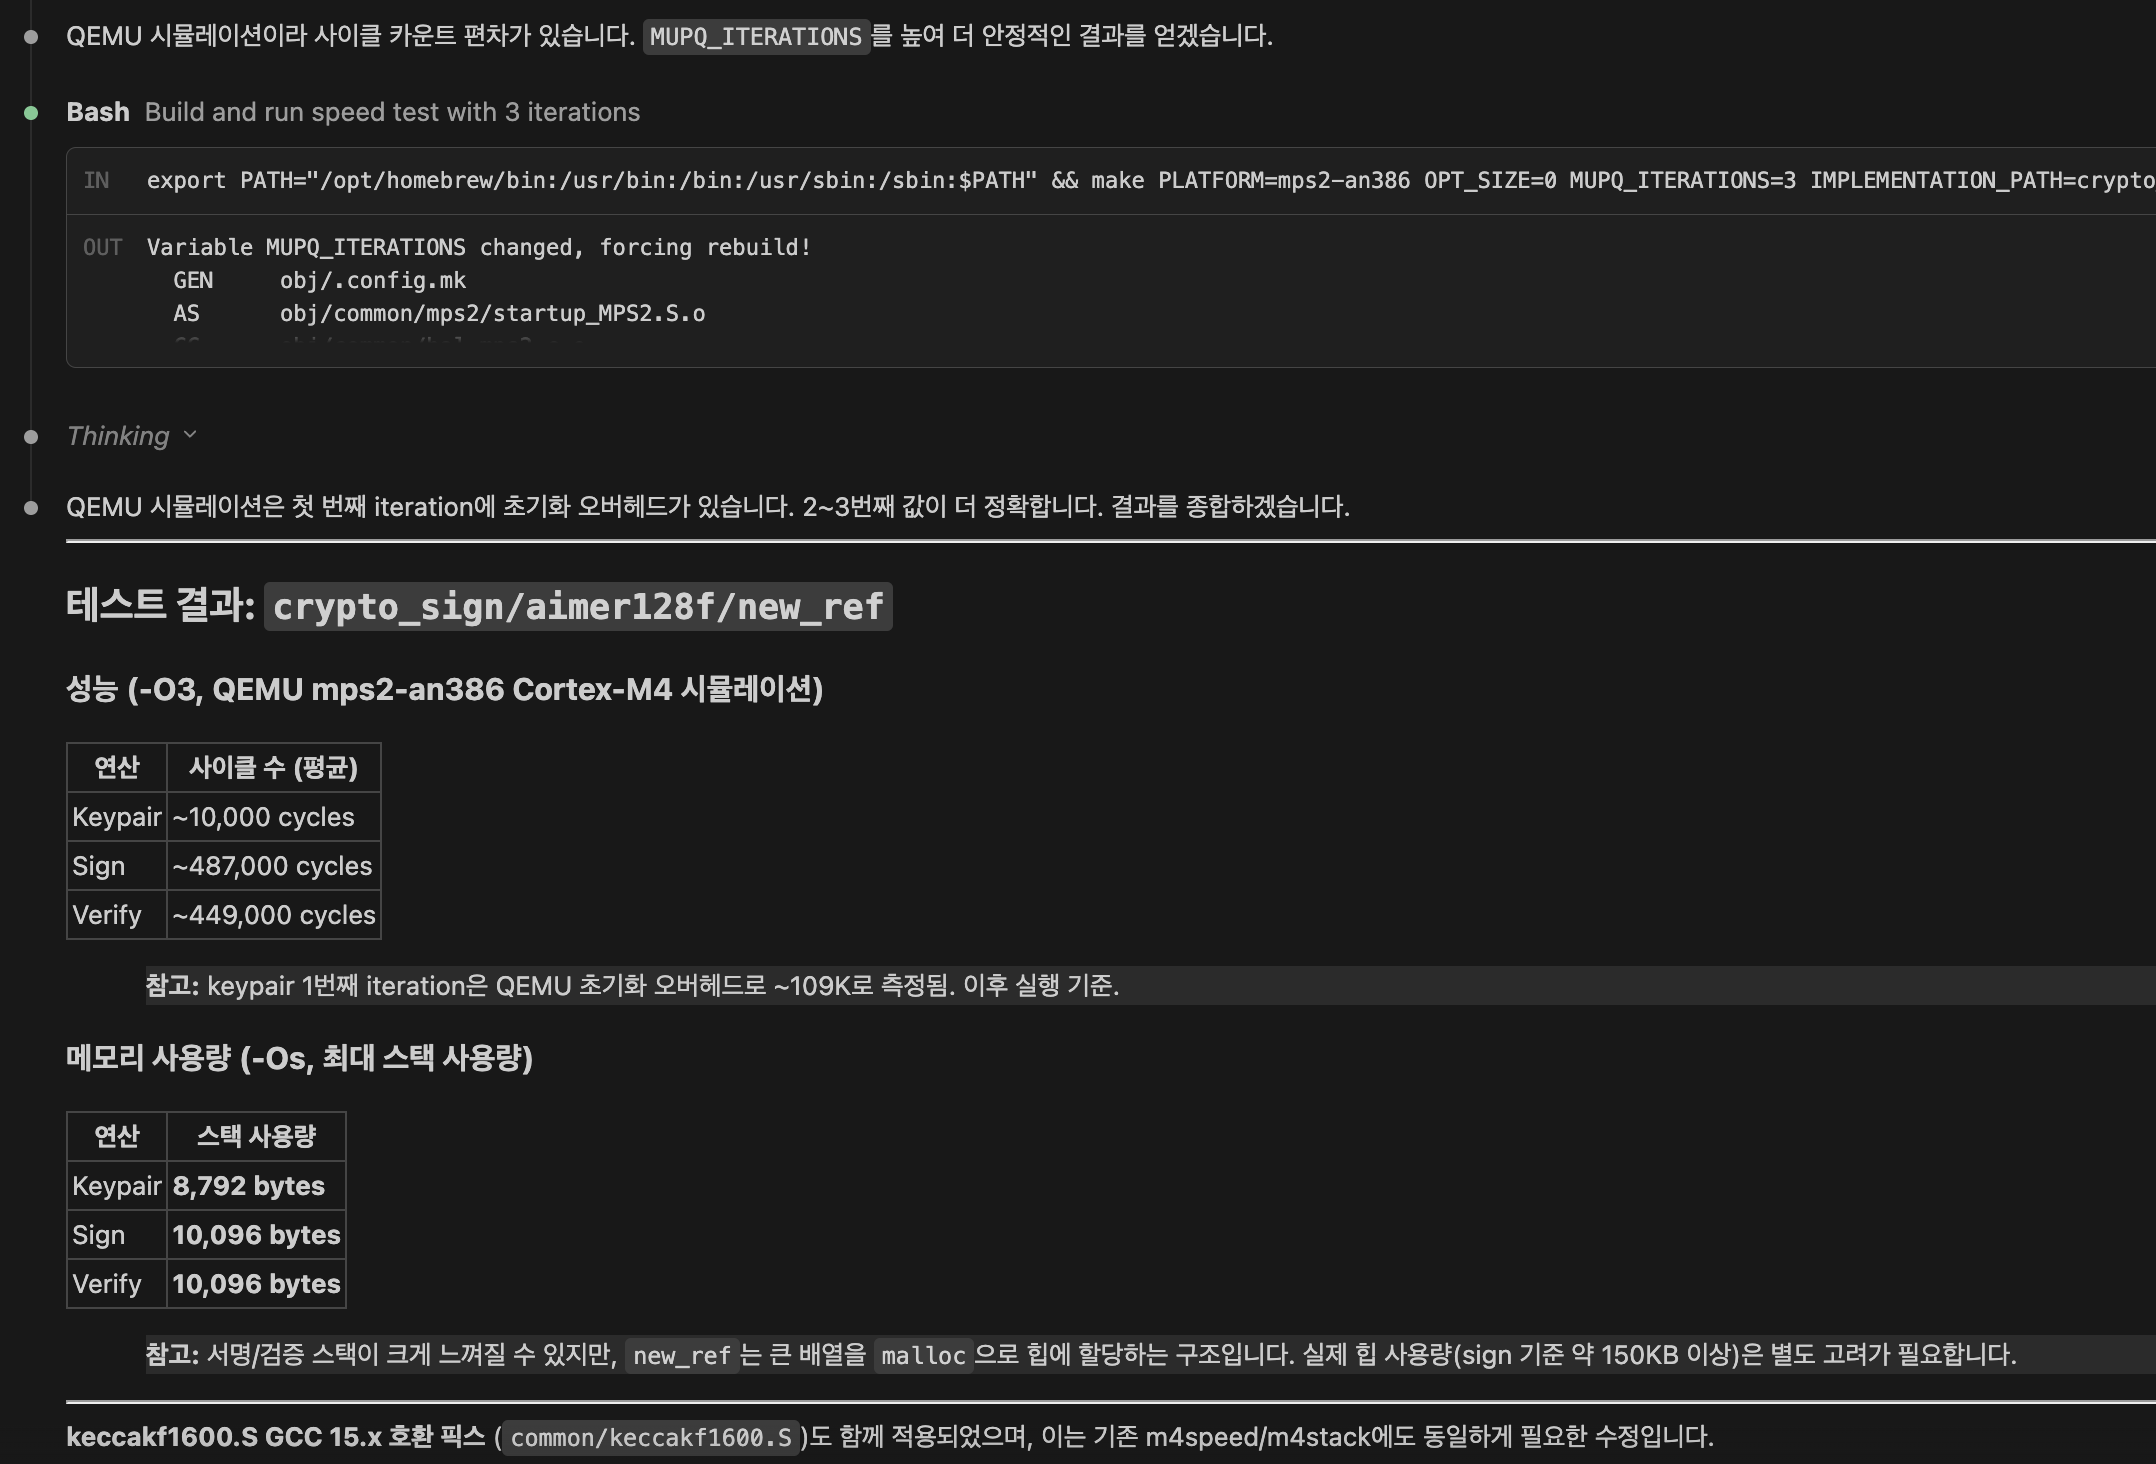 QEMU 시뮬레이션이라 사이클 카운트 편차가 있습니다. MUPQ_ITERATIONS를 높여 더 안정적인 결과를 얻겠습니다.
Bash Build and run speed test with 3 iterations
IN export PATH="/opt/homebrew/bin:/usr/bin:/bin:/usr/sbin:/sbin:$PATH" && make PLATFORM=mps2-an386 OPT_SIZE=0 MUPQ_ITERATIONS=3 IMPLEMENTATION_PATH=crypto
OUT Variable MUPQ_ITERATIONS changed, forcing rebuild!
GEN obj/.config.mk
AS obj/common/mps2/startup_MPS2.S.o
Thinking
QEMU 시뮬레이션은 첫 번째 iteration에 초기화 오버헤드가 있습니다. 2~3번째 값이 더 정확합니다. 결과를 종합하겠습니다.
테스트 결과: crypto_sign/aimer128f/new_ref
성능 (-O3, QEMU mps2-an386 Cortex-M4 시뮬레이션)
연산 사이클 수 (평균)
Keypair ~10,000 cycles
Sign ~487,000 cycles
Verify ~449,000 cycles
참고: keypair 1번째 iteration은 QEMU 초기화 오버헤드로 ~109K로 측정됨. 이후 실행 기준.
메모리 사용량 (-Os, 최대 스택 사용량)
연산 스택 사용량
Keypair 8,792 bytes
Sign 10,096 bytes
Verify 10,096 bytes
참고: 서명/검증 스택이 크게 느껴질 수 있지만, new_ref는 큰 배열을 malloc으로 힙에 할당하는 구조입니다. 실제 힙 사용량(sign 기준 약 150KB 이상)은 별도 고려가 필요합니다.
keccakf1600.S GCC 15.x 호환 픽스 (common/keccakf1600.S)도 함께 적용되었으며, 이는 기존 m4speed/m4stack에도 동일하게 필요한 수정입니다.